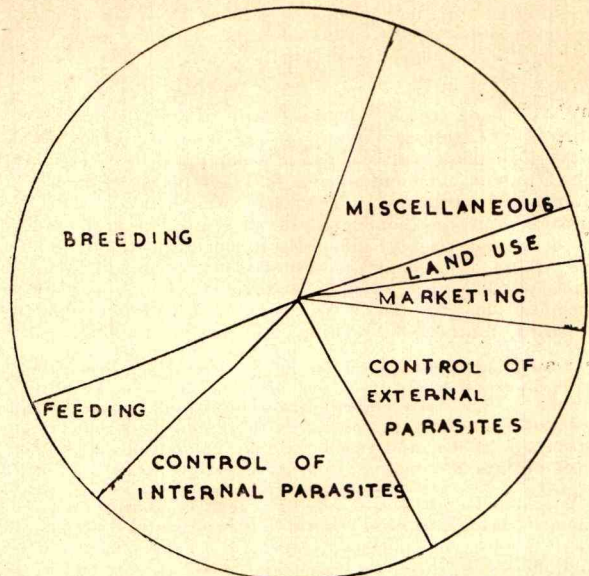 MISCELLANEOUS
BREEDING
LAND USE
MARKETING
CONTROL OF
EXTERNAL
PARASITES
FEEDING
CONTROL OF
INTERNAL PARASITES